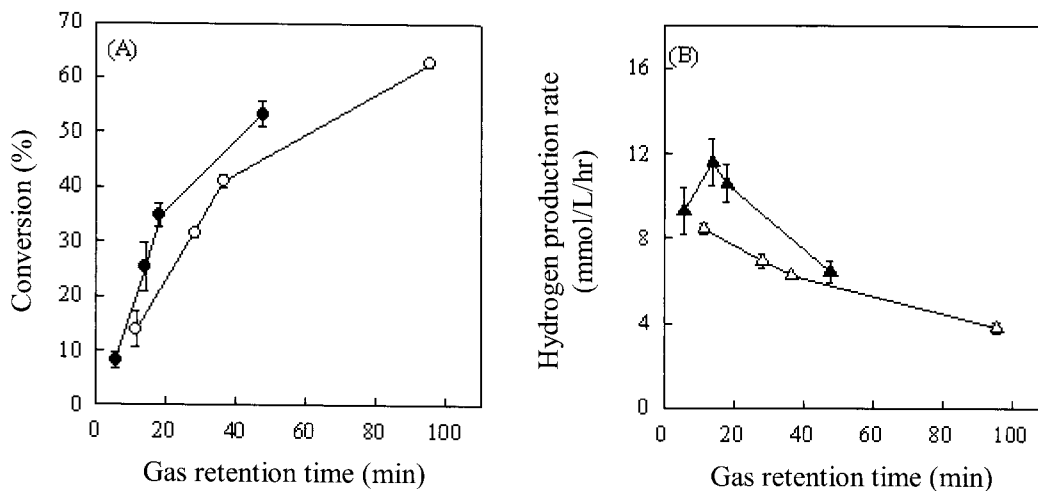 (A)
Conversion (%)
70
60
50
40
30
20
10
0
0 20 40 60 80 100
Gas retention time (min)
(B)
Hydrogen production rate
(mmol/L/hr)
16
12
8
4
0
0 20 40 60 80 100
Gas retention time (min)